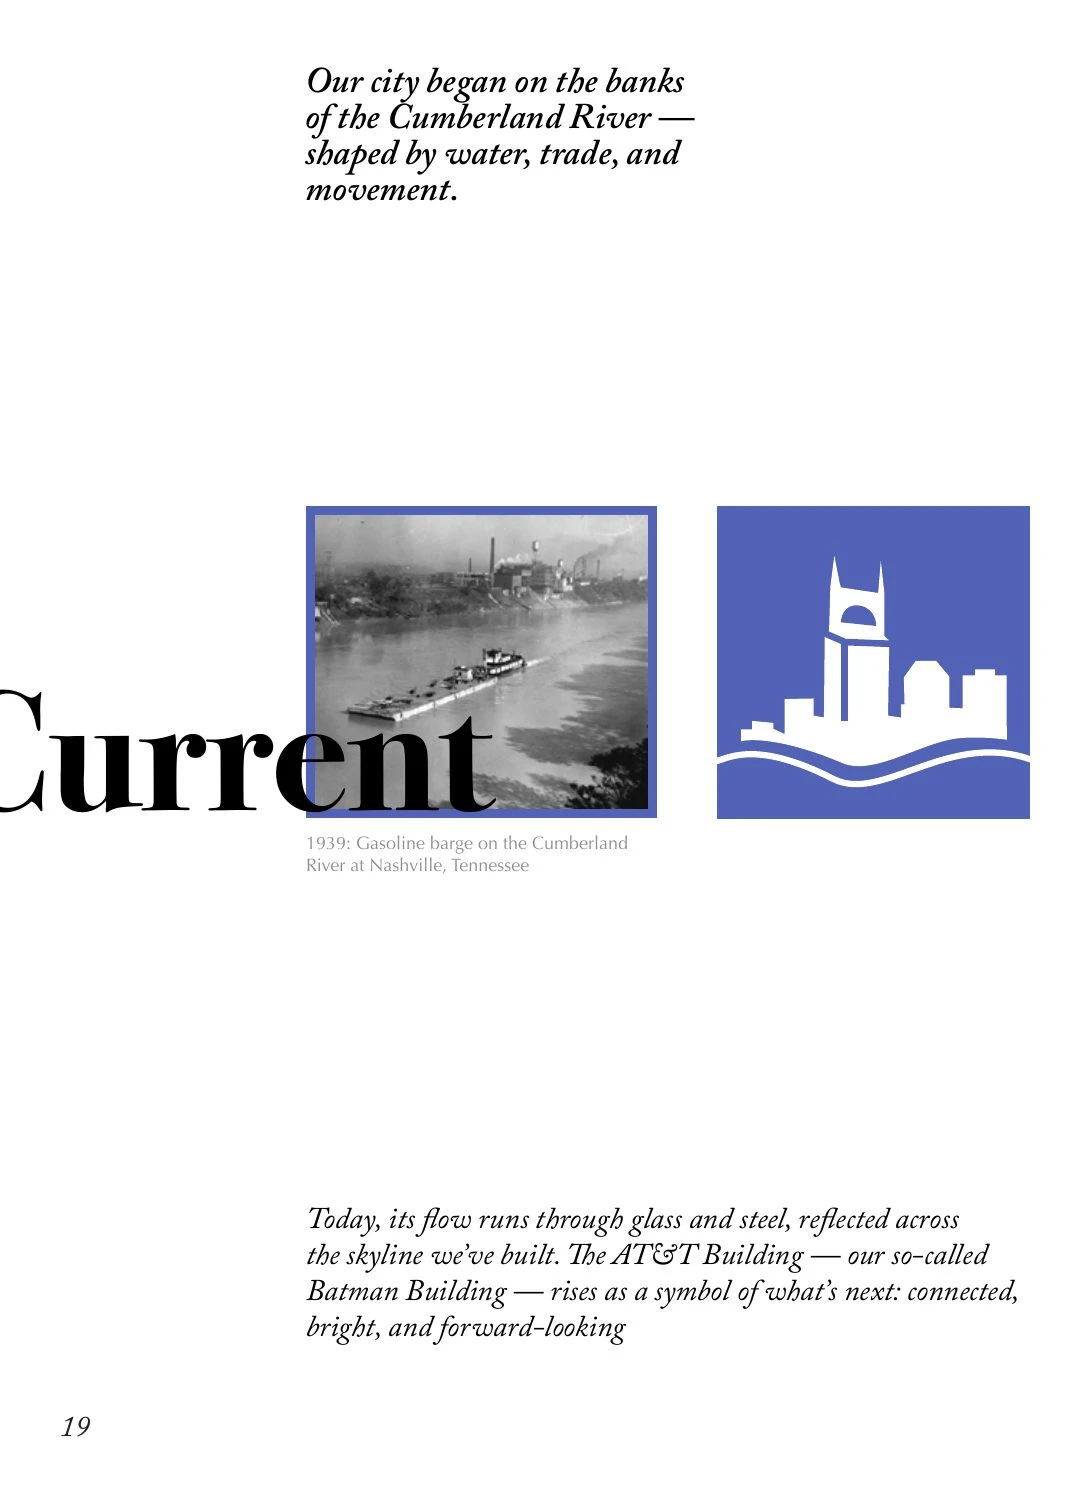 Our city began on the banks
of the Cumberland River —
shaped by water, trade, and
movement.
Current
1939: Gasoline barge on the Cumberland
River at Nashville, Tennessee
Today, its flow runs through glass and steel, reflected across
the skyline we’ve built. The AT&T Building — our so-called
Batman Building — rises as a symbol of what’s next: connected,
bright, and forward-looking
19